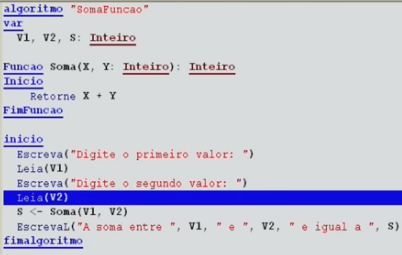 algoritmo "SomaFuncao"
var
V1, V2, S: Inteiro
Funcao Soma(X, Y: Inteiro): Inteiro
Inicio
Retorne X + Y
FimFuncao
inicio
Escreva("Digite o primeiro valor: ")
Leia(V1)
Escreva("Digite o segundo valor: ")
Leia(V2)
S <- Soma(V1, V2)
EscrevaL("A soma entre ", V1, " e ", V2, " e igual a ", S)
fimalgoritmo